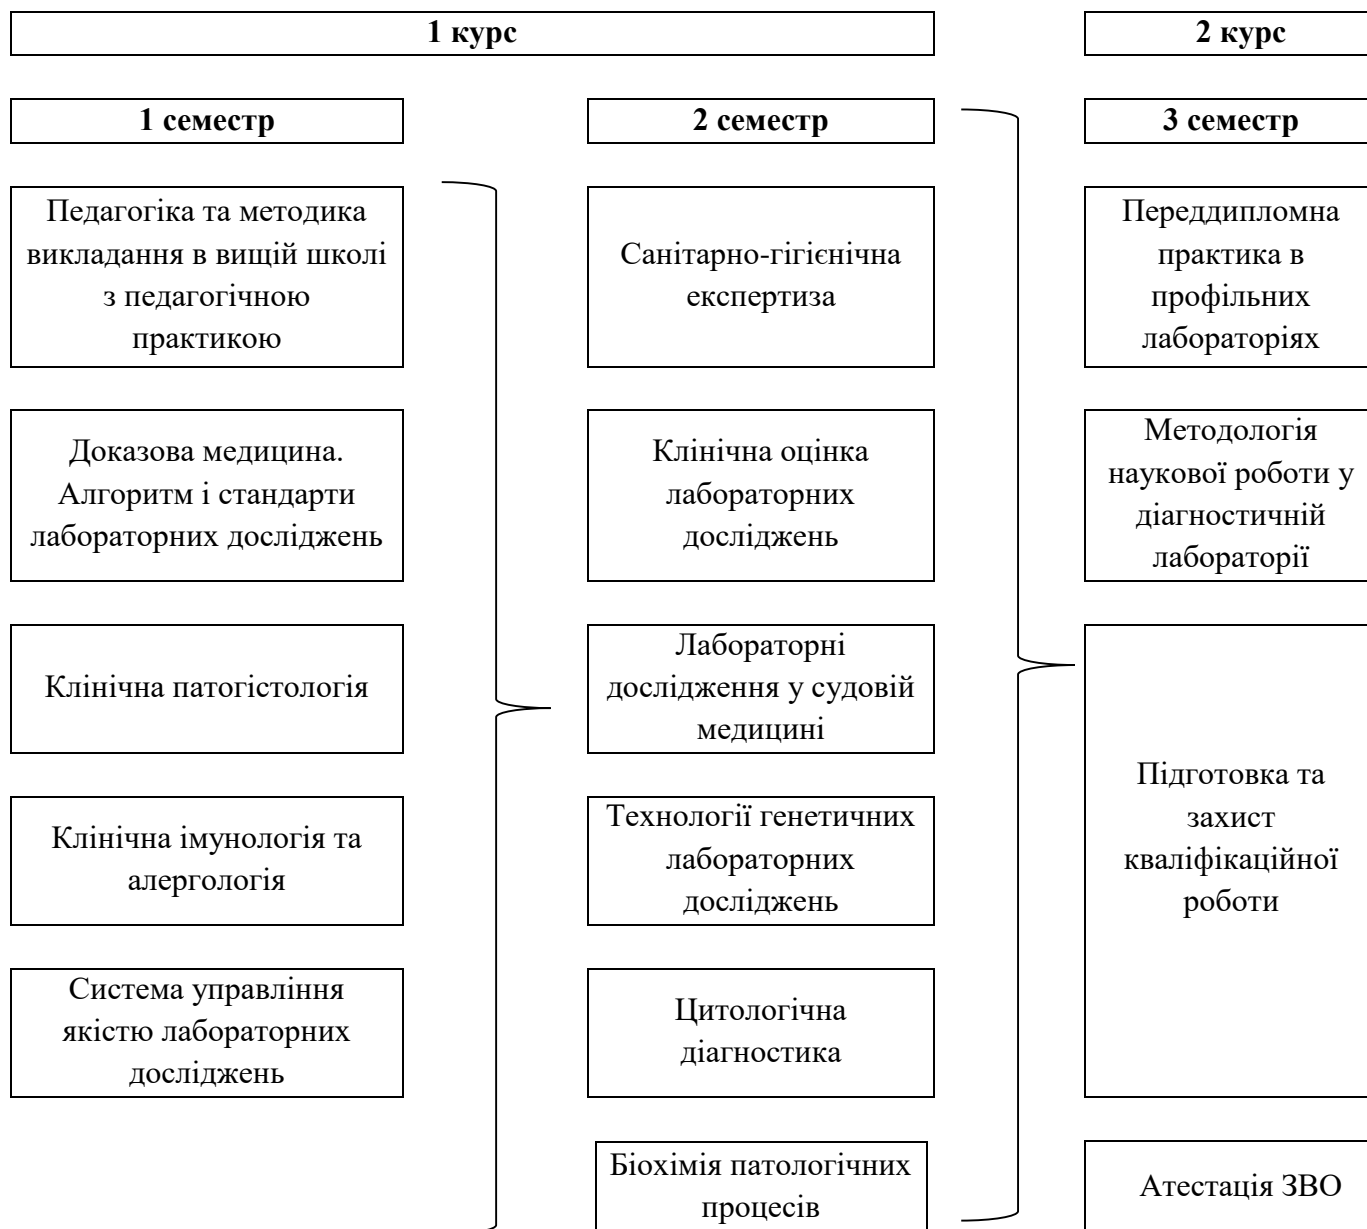 1 курс
2 курс
1 семестр
2 семестр
3 семестр
Педагогіка та методика
викладання в вищій школі
з педагогічною
практикою
Санітарно-гігієнічна
експертиза
Переддипломна
практика в
профільних
лабораторіях
Доказова медицина.
Алгоритм і стандарти
лабораторних досліджень
Клінічна оцінка
лабораторних
досліджень
Методологія
наукової роботи у
діагностичній
лабораторії
Клінічна патогістологія
Лабораторні
дослідження у судовій
медицині
Підготовка та
захист
кваліфікаційної
роботи
Клінічна імунологія та
алергологія
Технології генетичних
лабораторних
досліджень
Система управління
якістю лабораторних
досліджень
Цитологічна
діагностика
Біохімія патологічних
процесів
Атестація ЗВО